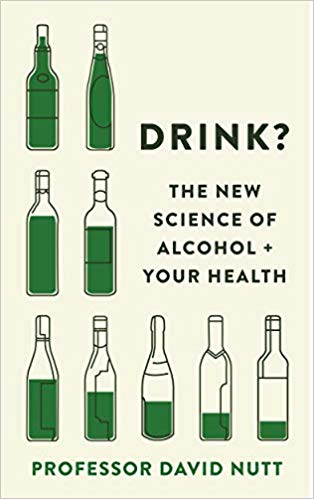 DRINK?
THE NEW
SCIENCE OF
ALCOHOL +
YOUR HEALTH
PROFESSOR DAVID NUTT